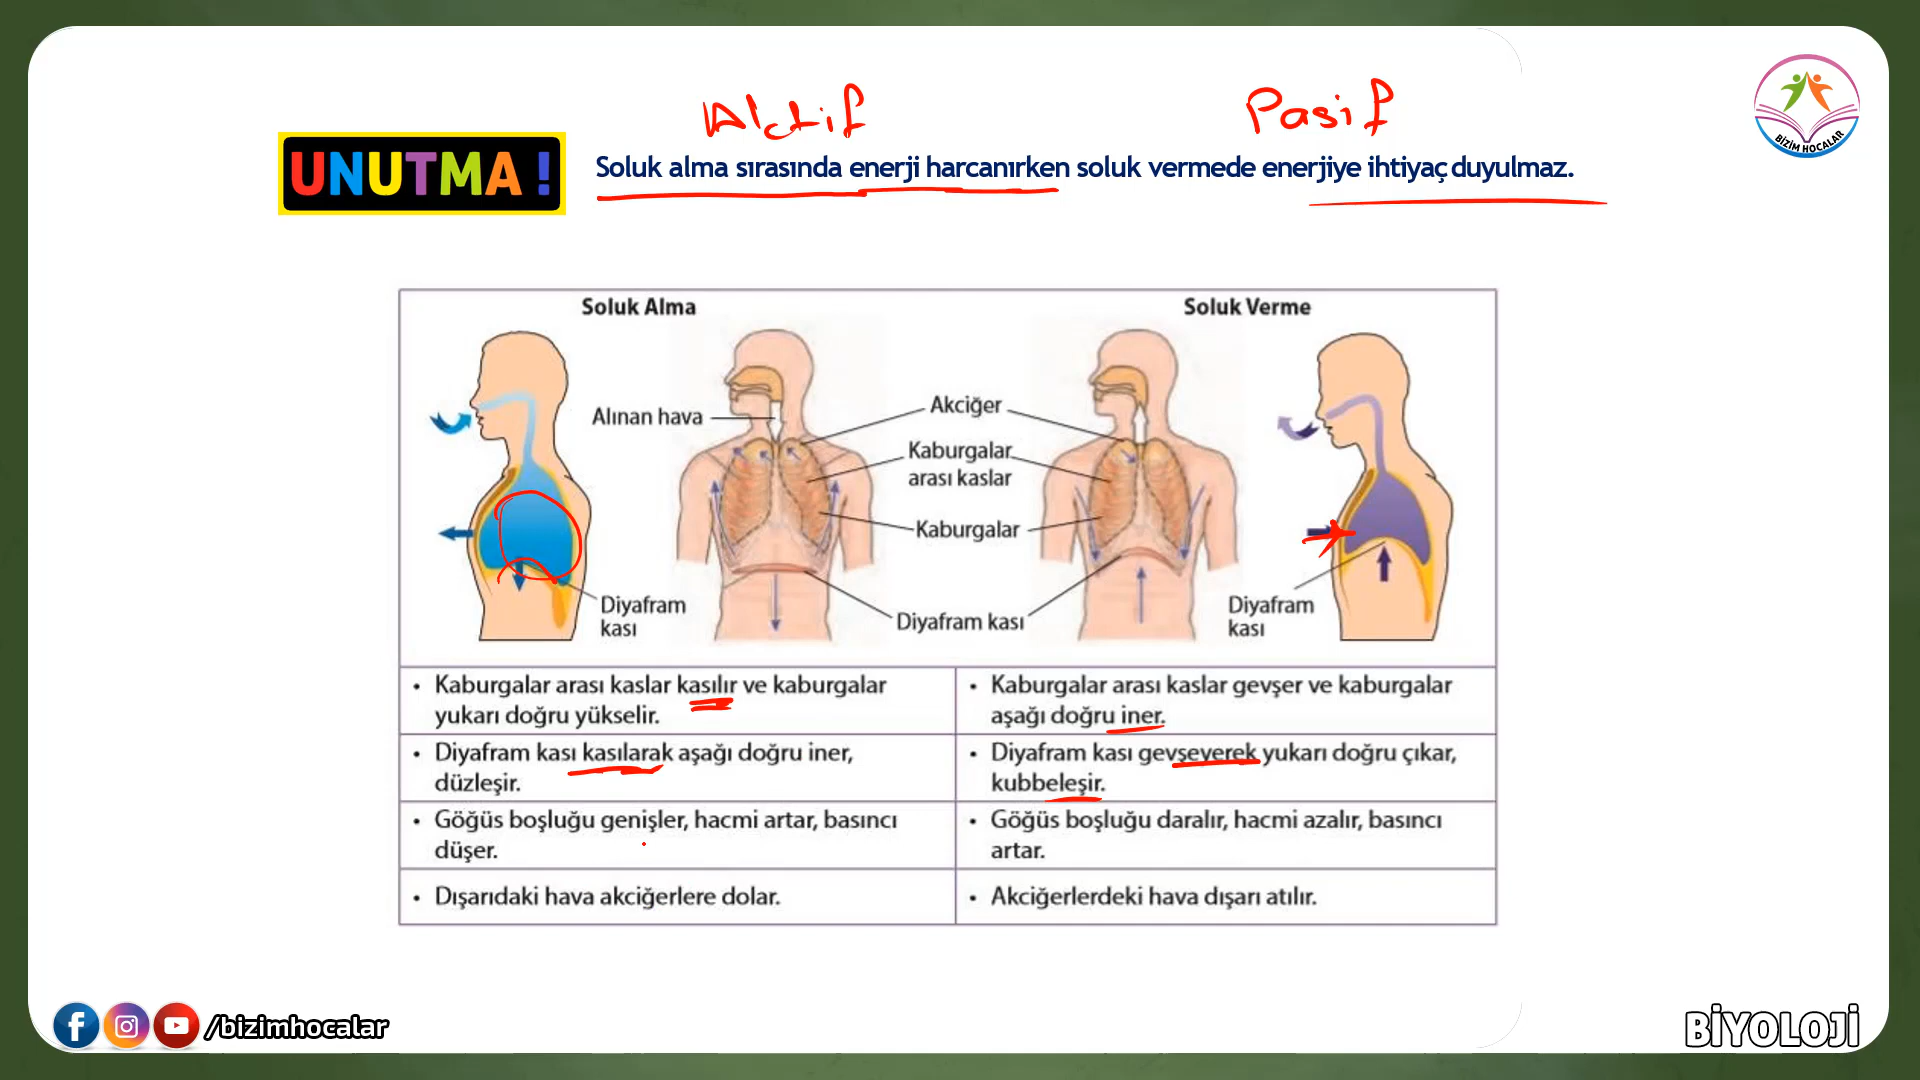 Aktif
Pasif
UNUTMA !
Soluk alma sırasında enerji harcanırken soluk vermede enerjiye ihtiyaç duyulmaz.
BİZİM HOCALAR
Soluk Alma
Soluk Verme
Alınan hava
Akciğer
Kaburgalar
arası kaslar
Kaburgalar
Diyafram
kası
Diyafram kası
Diyafram
kası
• Kaburgalar arası kaslar kasılır ve kaburgalar
yukarı doğru yükselir.
• Kaburgalar arası kaslar gevşer ve kaburgalar
aşağı doğru iner.
• Diyafram kası kasılarak aşağı doğru iner,
düzleşir.
• Diyafram kası gevşeyerek yukarı doğru çıkar,
kubbeleşir.
• Göğüs boşluğu genişler, hacmi artar, basıncı
düşer.
• Göğüs boşluğu daralır, hacmi azalır, basıncı
artar.
• Dışarıdaki hava akciğerlere dolar.
• Akciğerlerdeki hava dışarı atılır.
/bizimhocalar
BİYOLOJİ